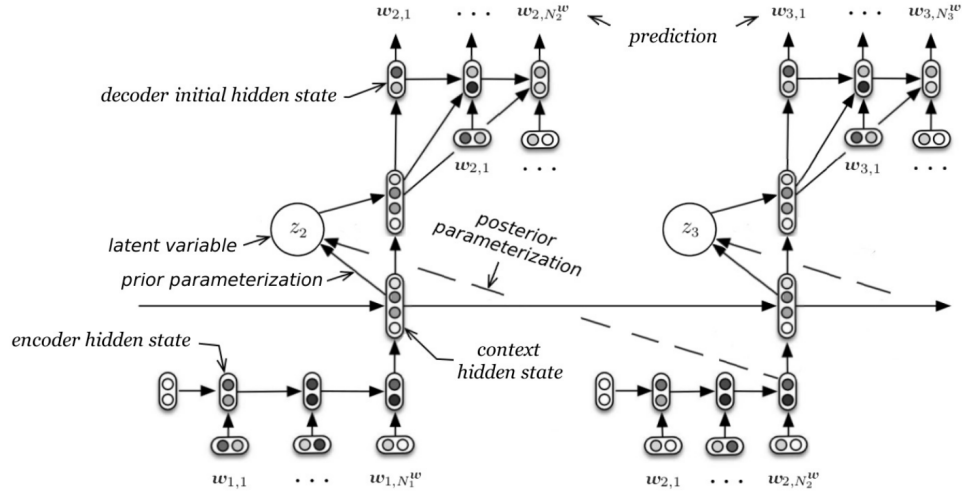 w₂,₁ · · · w₂,N₂ʷ
w₃,₁ · · · w₃,N₃ʷ
prediction
decoder initial hidden state
w₂,₁
· · ·
w₃,₁
· · ·
z₂
z₃
latent variable
prior parameterization
posterior
parameterization
encoder hidden state
context
hidden state
w₁,₁ · · · w₁,N₁ʷ
w₂,₁ · · · w₂,N₂ʷ